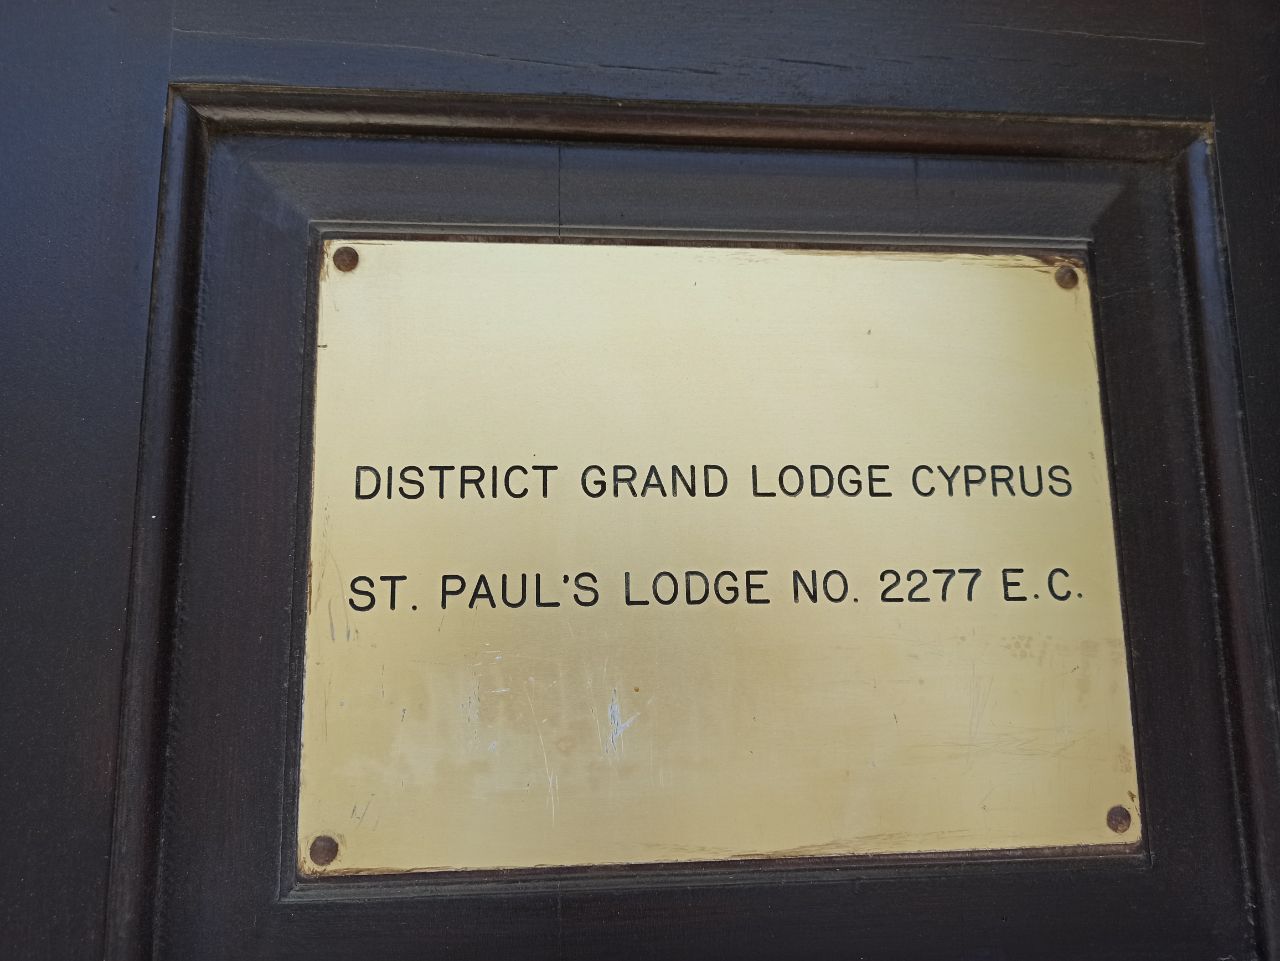 DISTRICT GRAND LODGE CYPRUS
ST. PAUL'S LODGE NO. 2277 E.C.